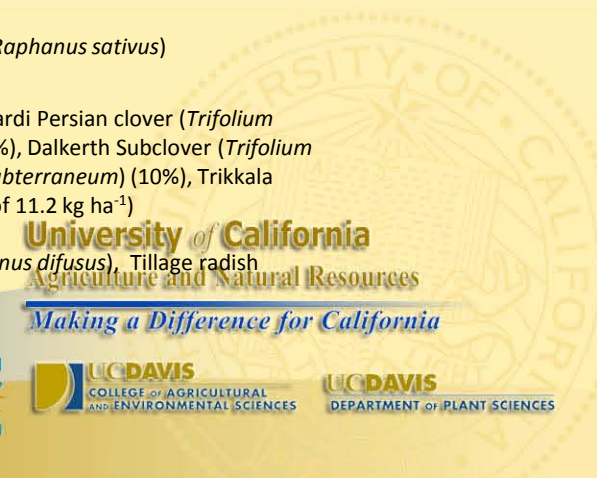 Raphanus sativus)
ardi Persian clover (Trifolium
%), Dalkerth Subclover (Trifolium
bterraneum) (10%), Trikkala
of 11.2 kg ha-1)
University of California
nus difusus), Tillage radish
Agriculture and Natural Resources
Making a Difference for California
UCDAVIS
COLLEGE OF AGRICULTURAL
AND ENVIRONMENTAL SCIENCES
UCDAVIS
DEPARTMENT OF PLANT SCIENCES